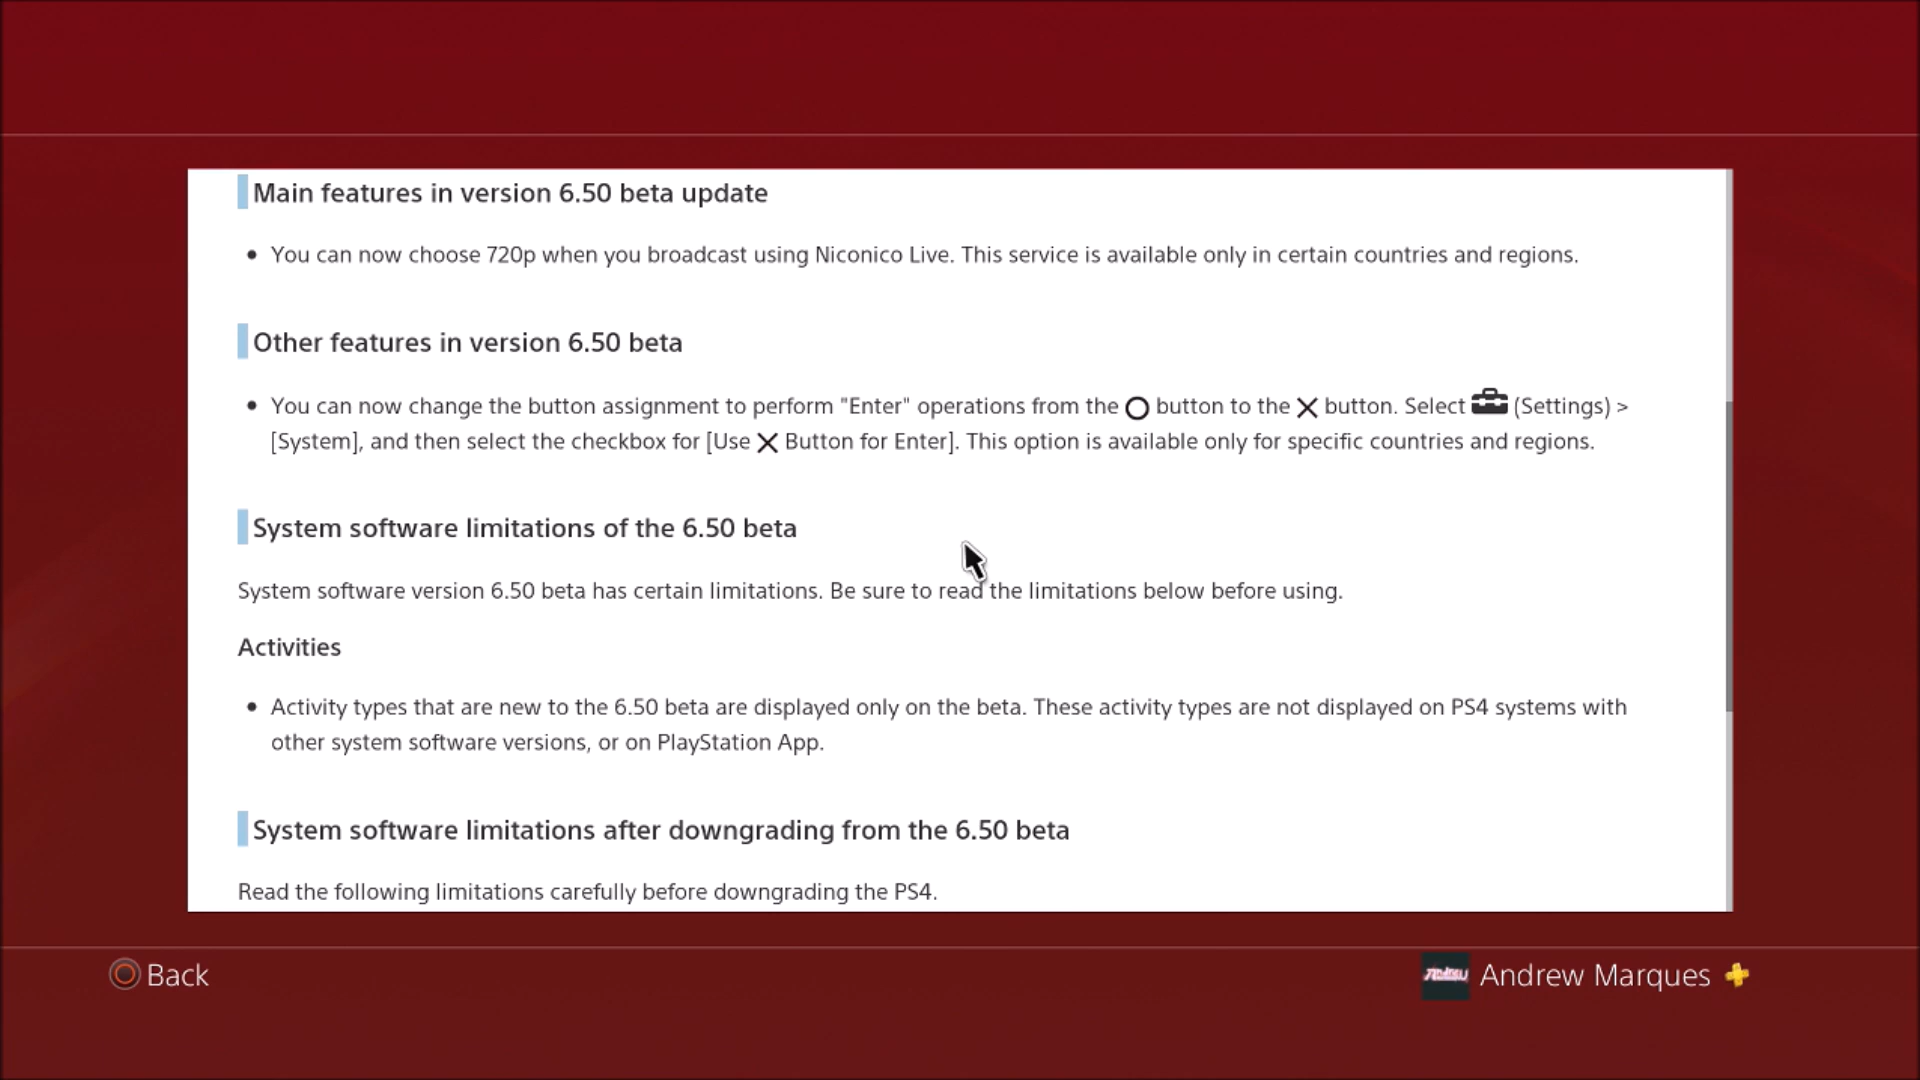 Main features in version 6.50 beta update
• You can now choose 720p when you broadcast using Niconico Live. This service is available only in certain countries and regions.
Other features in version 6.50 beta
• You can now change the button assignment to perform "Enter" operations from the ◯ button to the ✕ button. Select (Settings) >
[System], and then select the checkbox for [Use ✕ Button for Enter]. This option is available only for specific countries and regions.
System software limitations of the 6.50 beta
System software version 6.50 beta has certain limitations. Be sure to read the limitations below before using.
Activities
• Activity types that are new to the 6.50 beta are displayed only on the beta. These activity types are not displayed on PS4 systems with
other system software versions, or on PlayStation App.
System software limitations after downgrading from the 6.50 beta
Read the following limitations carefully before downgrading the PS4.
Back
Andrew Marques